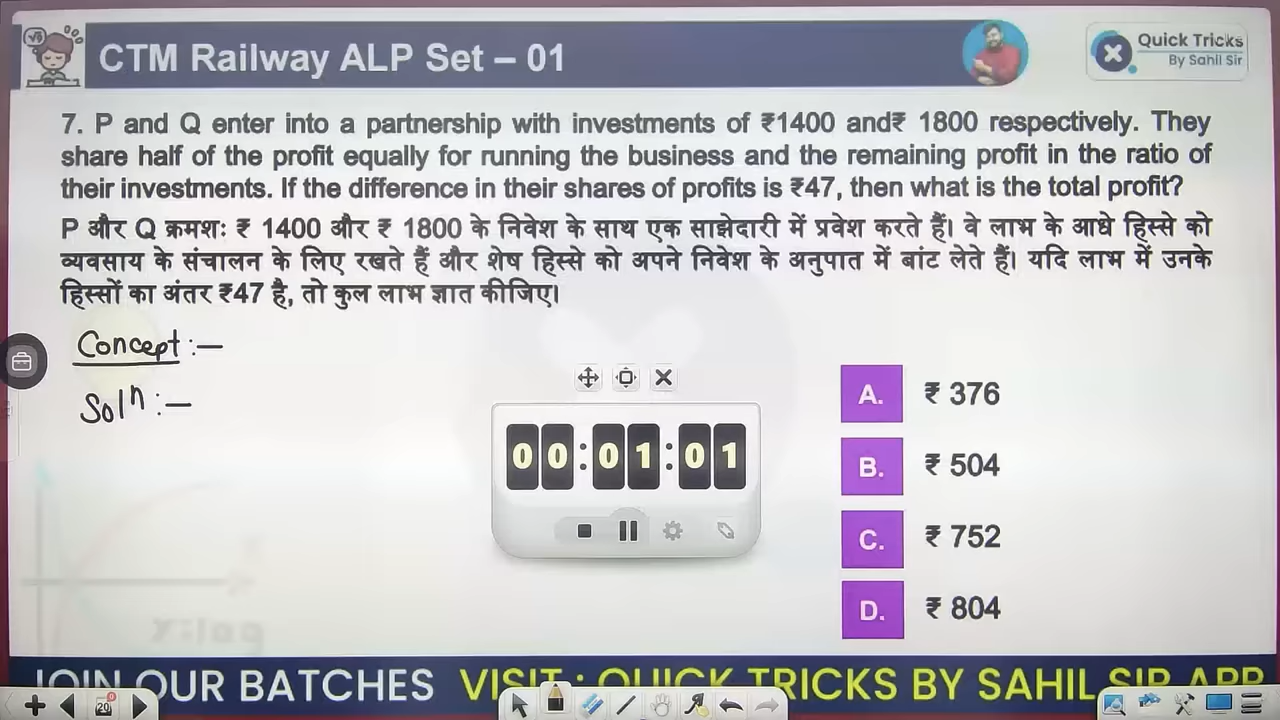 CTM Railway ALP Set – 01
Quick Tricks
By Sahil Sir
7. P and Q enter into a partnership with investments of ₹1400 and₹ 1800 respectively. They
share half of the profit equally for running the business and the remaining profit in the ratio of
their investments. If the difference in their shares of profits is ₹47, then what is the total profit?
P और Q क्रमशः ₹ 1400 और ₹ 1800 के निवेश के साथ एक साझेदारी में प्रवेश करते हैं। वे लाभ के आधे हिस्से को
व्यवसाय के संचालन के लिए रखते हैं और शेष हिस्से को अपने निवेश के अनुपात में बांट लेते हैं। यदि लाभ में उनके
हिस्सों का अंतर ₹47 है, तो कुल लाभ ज्ञात कीजिए।
Concept :–
Solⁿ :–
00:01:01
A. ₹ 376
B. ₹ 504
C. ₹ 752
D. ₹ 804
JOIN OUR BATCHES VISIT : QUICK TRICKS BY SAHIL SIR APP
20